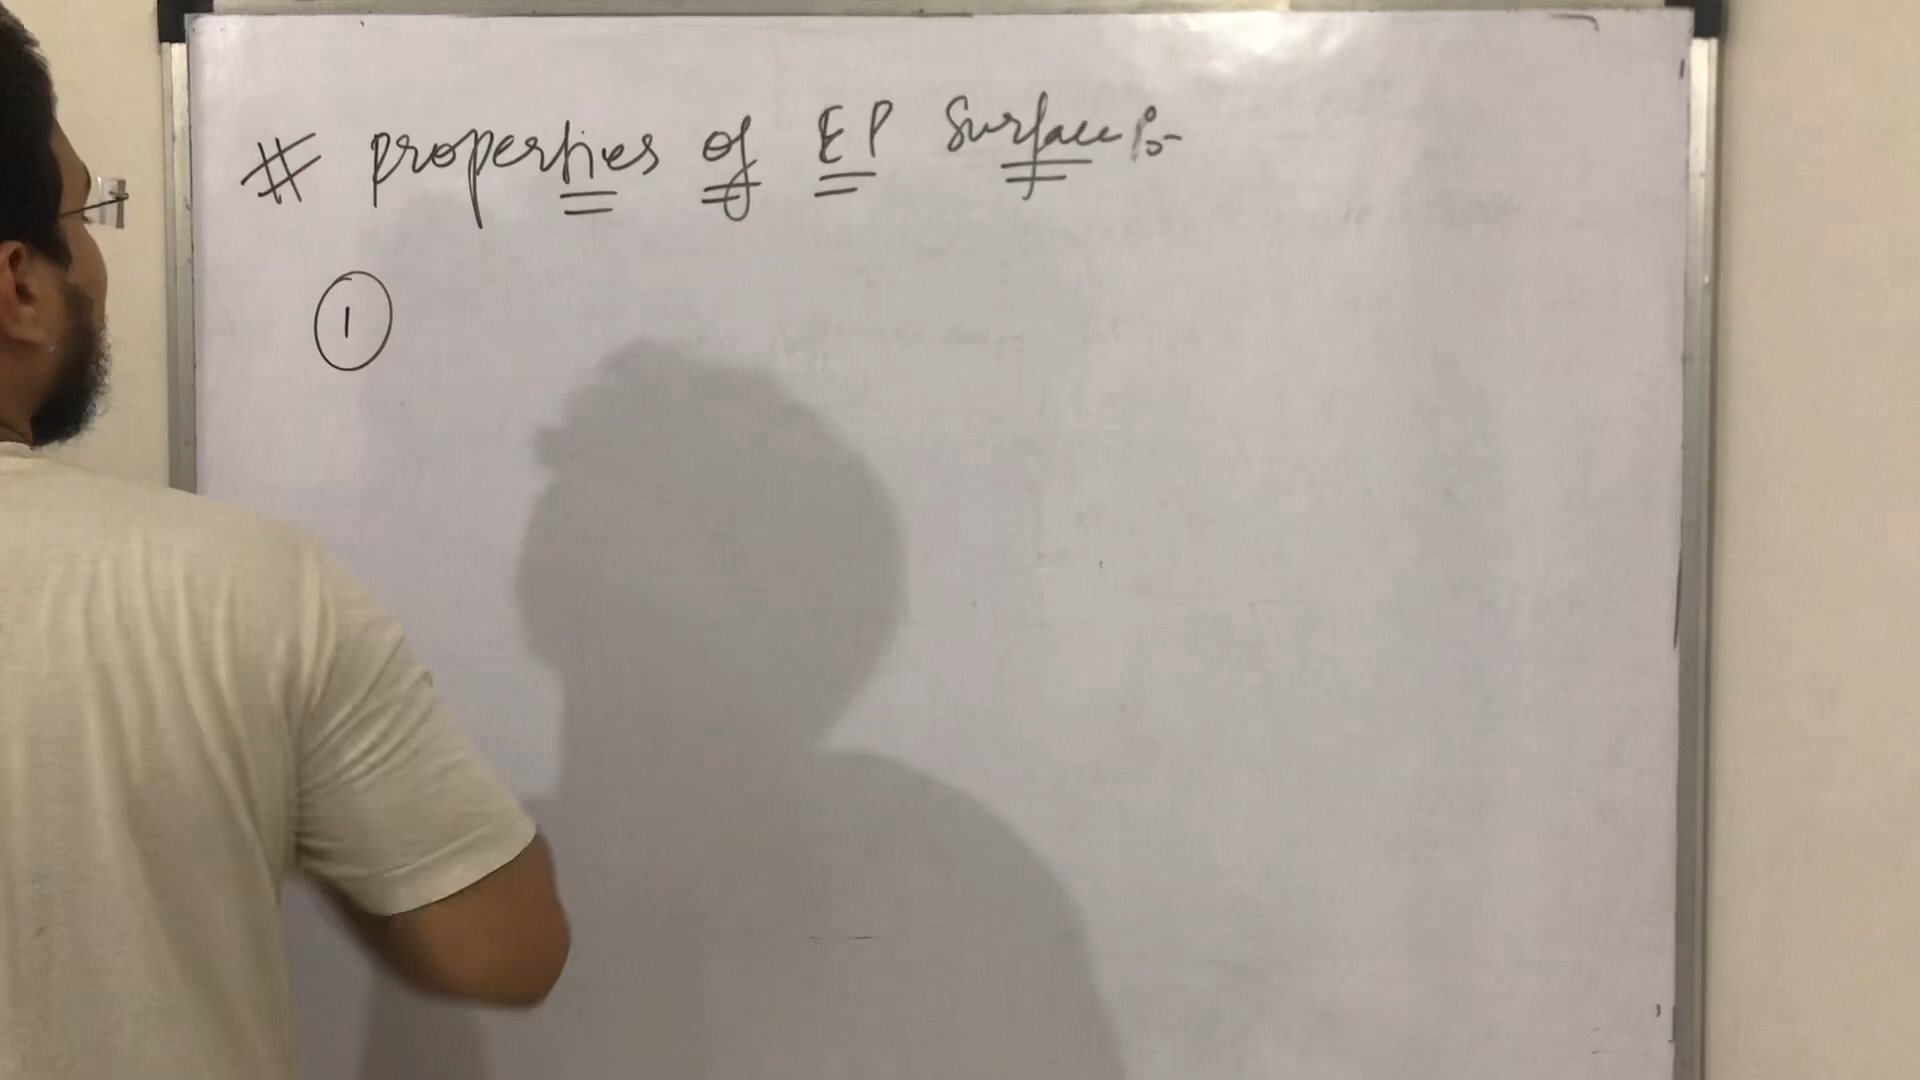 # properties of EP Surface :-
①